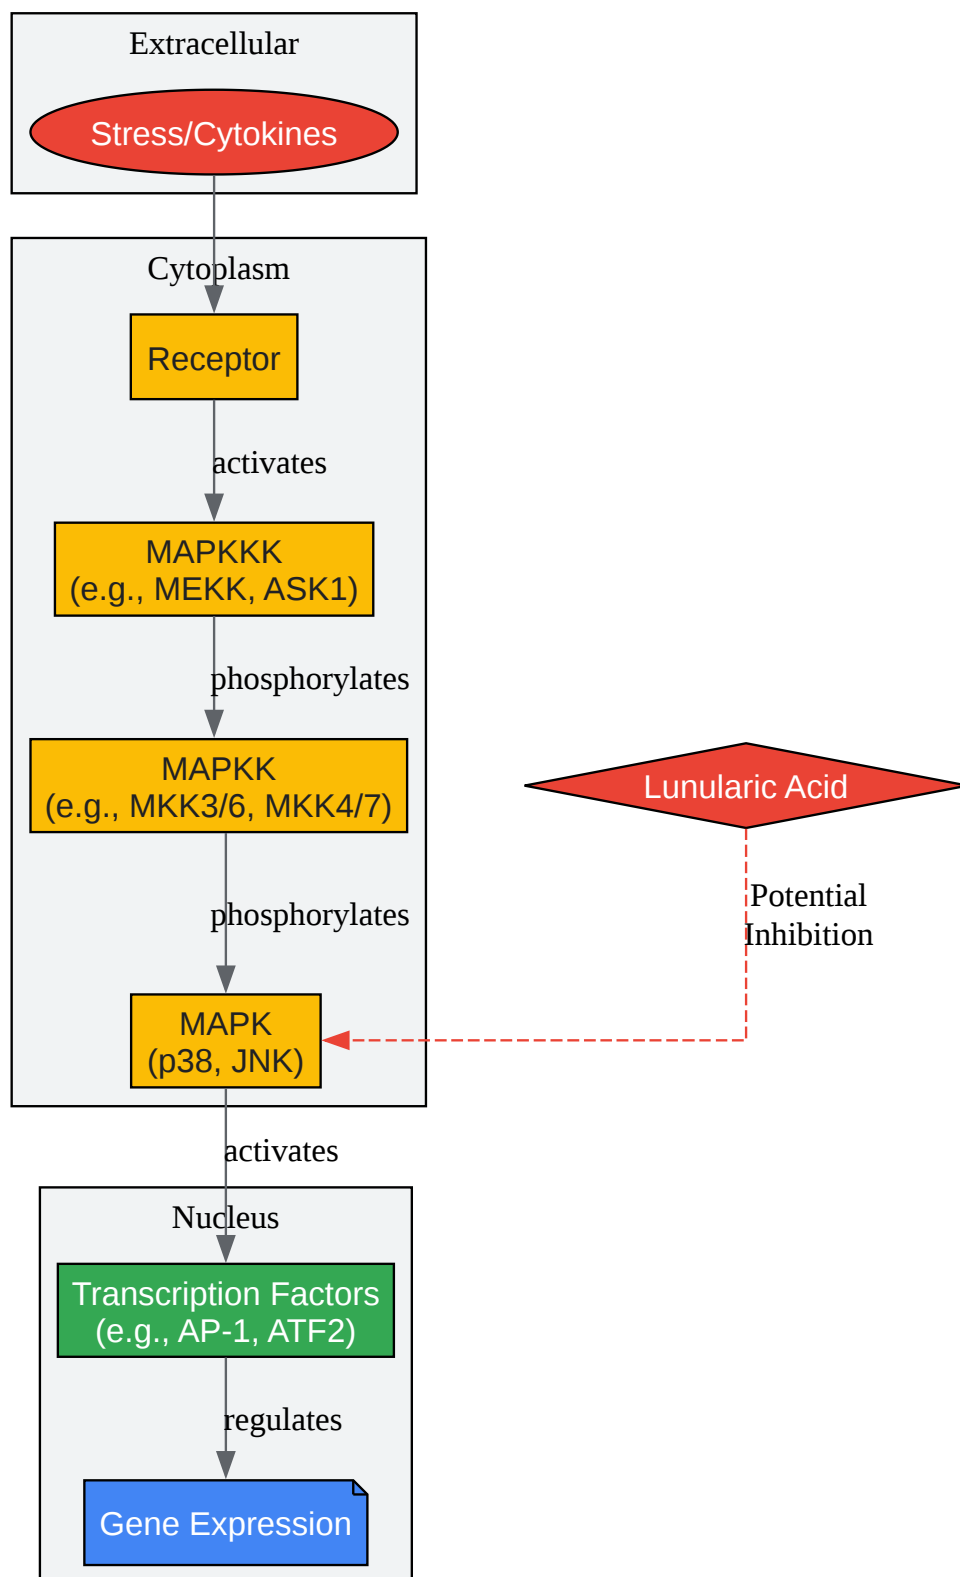 Extracellular
Stress/Cytokines
Cytoplasm
Receptor
activates
MAPKKK
(e.g., MEKK, ASK1)
phosphorylates
MAPKK
(e.g., MKK3/6, MKK4/7)
Lunularic Acid
phosphorylates
Potential
Inhibition
MAPK
(p38, JNK)
activates
Nucleus
Transcription Factors
(e.g., AP-1, ATF2)
regulates
Gene Expression